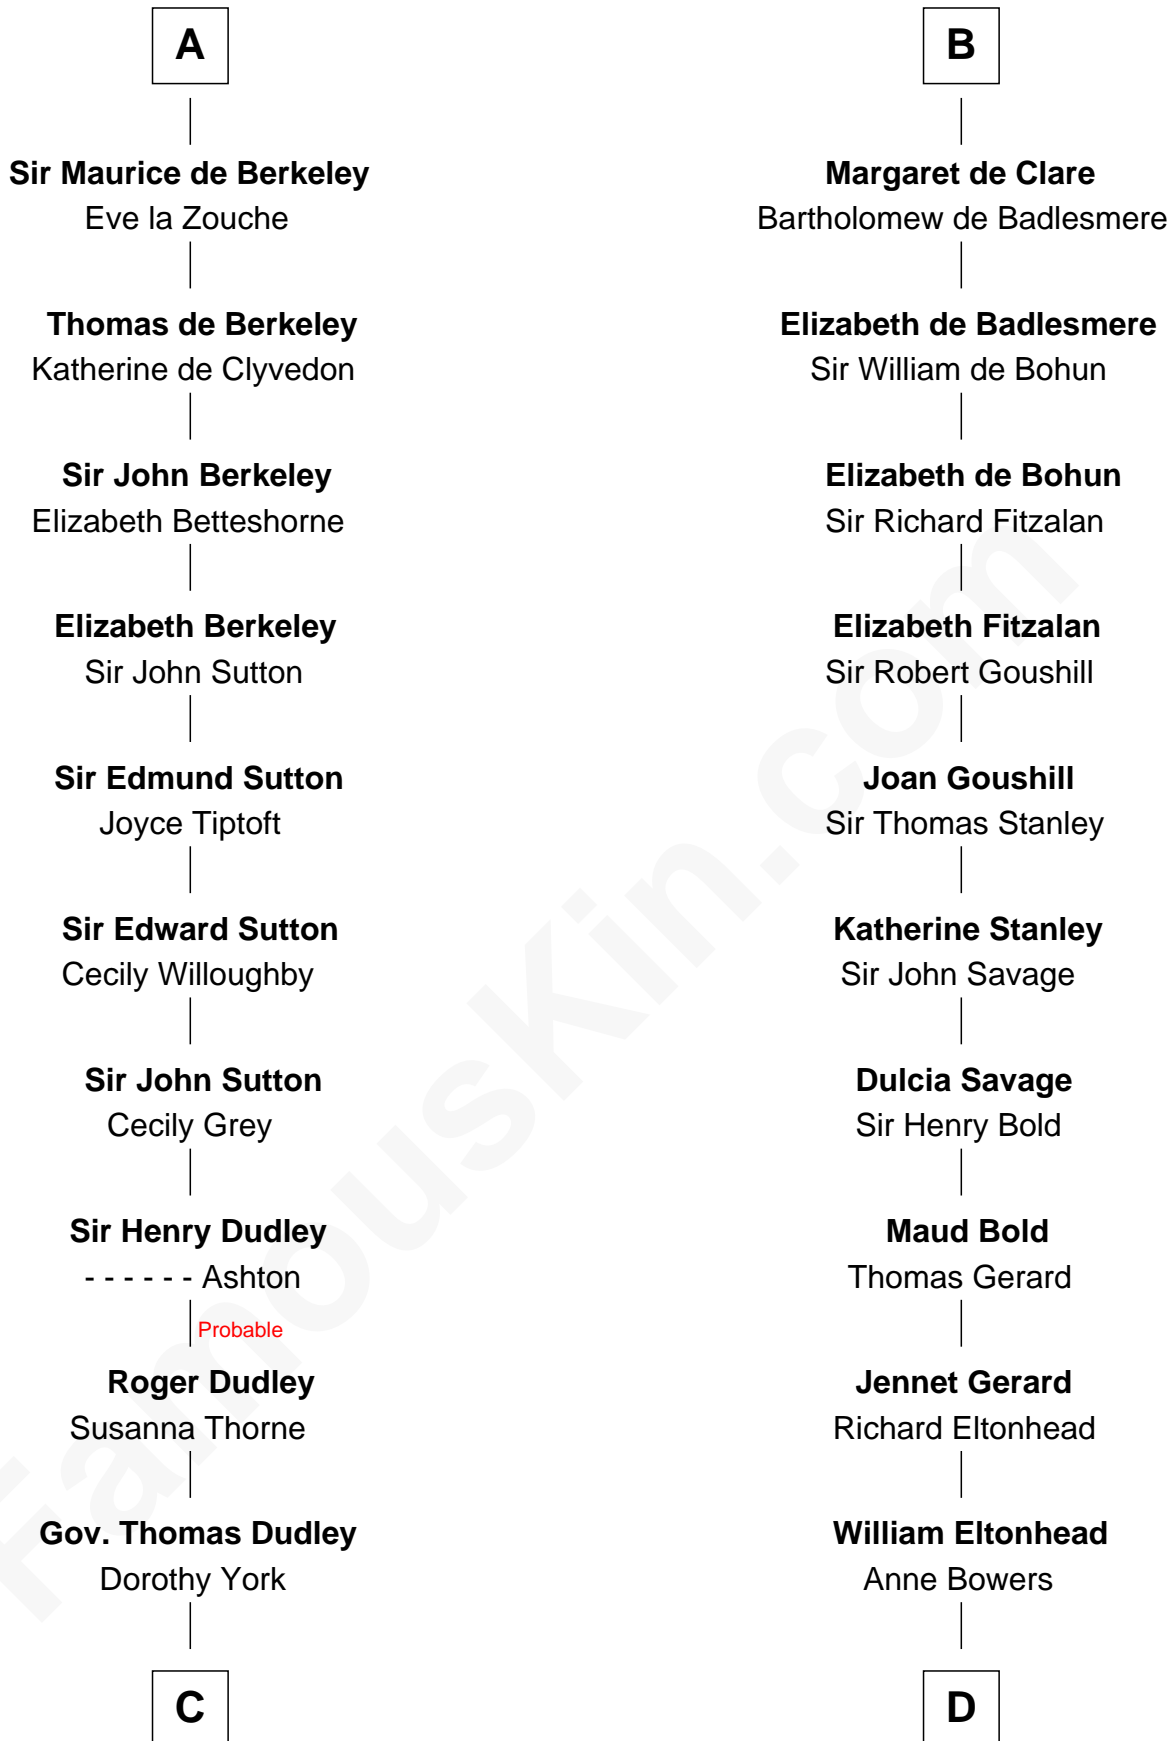 A
Sir Maurice de Berkeley
Eve la Zouche
Thomas de Berkeley
Katherine de Clyvedon
Sir John Berkeley
Elizabeth Betteshorne
Elizabeth Berkeley
Sir John Sutton
Sir Edmund Sutton
Joyce Tiptoft
Sir Edward Sutton
Cecily Willoughby
Sir John Sutton
Cecily Grey
Sir Henry Dudley
- - - - - - Ashton
Probable
Roger Dudley
Susanna Thorne
Gov. Thomas Dudley
Dorothy York
C
B
Margaret de Clare
Bartholomew de Badlesmere
Elizabeth de Badlesmere
Sir William de Bohun
Elizabeth de Bohun
Sir Richard Fitzalan
Elizabeth Fitzalan
Sir Robert Goushill
Joan Goushill
Sir Thomas Stanley
Katherine Stanley
Sir John Savage
Dulcia Savage
Sir Henry Bold
Maud Bold
Thomas Gerard
Jennet Gerard
Richard Eltonhead
William Eltonhead
Anne Bowers
D
FamousKin.com